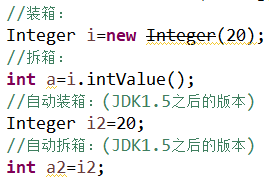 //装箱：
Integer i=new Integer(20);
//拆箱：
int a=i.intValue();
//自动装箱：(JDK1.5之后的版本)
Integer i2=20;
//自动拆箱：(JDK1.5之后的版本)
int a2=i2;